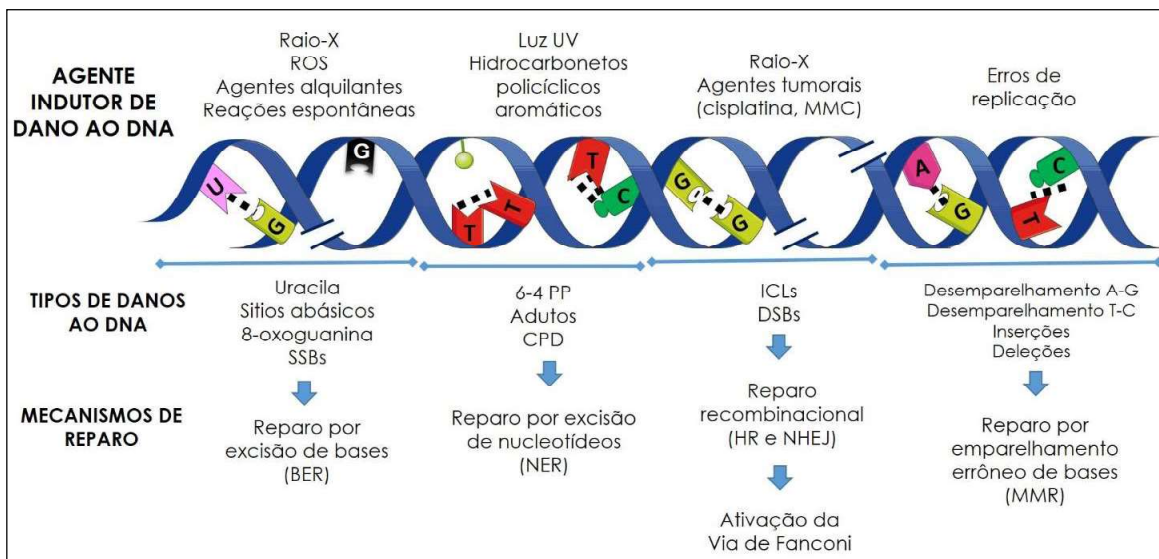 AGENTE
INDUTOR DE
DANO AO DNA
Raio-X
ROS
Agentes alquilantes
Reações espontâneas
Luz UV
Hidrocarbonetos
policíclicos
aromáticos
Raio-X
Agentes tumorais
(cisplatina, MMC)
Erros de
replicação
U
G
G
T
T
T
C
G
G
A
G
T
C
TIPOS DE DANOS
AO DNA
Uracila
Sitios abásicos
8-oxoguanina
SSBs
6-4 PP
Adutos
CPD
ICLs
DSBs
Desemparelhamento A-G
Desemparelhamento T-C
Inserções
Deleções
MECANISMOS DE
REPARO
Reparo por
excisão de bases
(BER)
Reparo por excisão
de nucleotídeos
(NER)
Reparo
recombinacional
(HR e NHEJ)
Ativação da
Via de Fanconi
Reparo por
emparelhamento
errôneo de bases
(MMR)